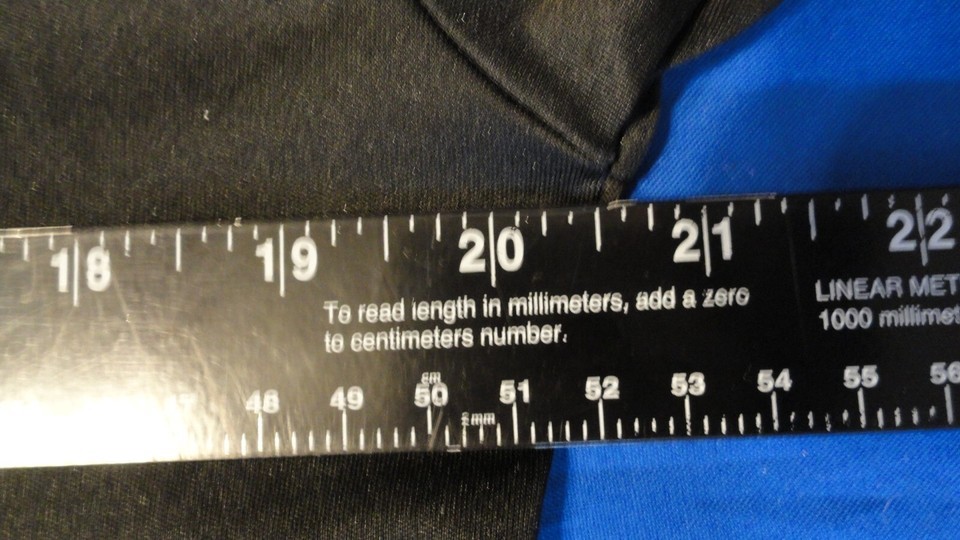 18 19 20 21 22
To read length in millimeters, add a zero
to centimeters number.
LINEAR MET
1000 millimet
cm
48 49 50 51 52 53 54 55 56
mm